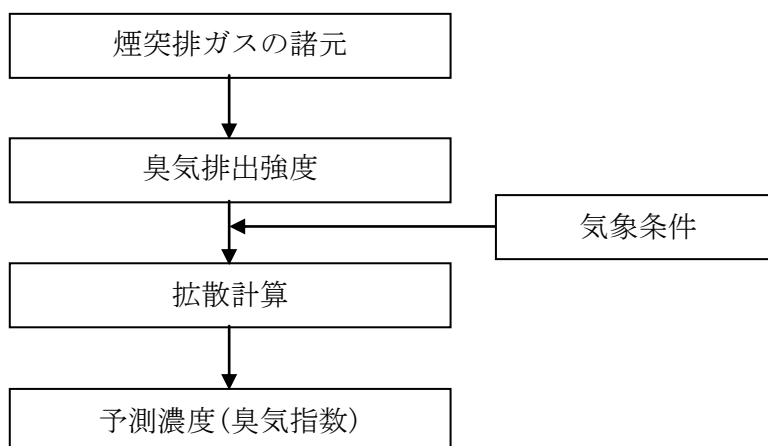 煙突排ガスの諸元
臭気排出強度
気象条件
拡散計算
予測濃度(臭気指数)